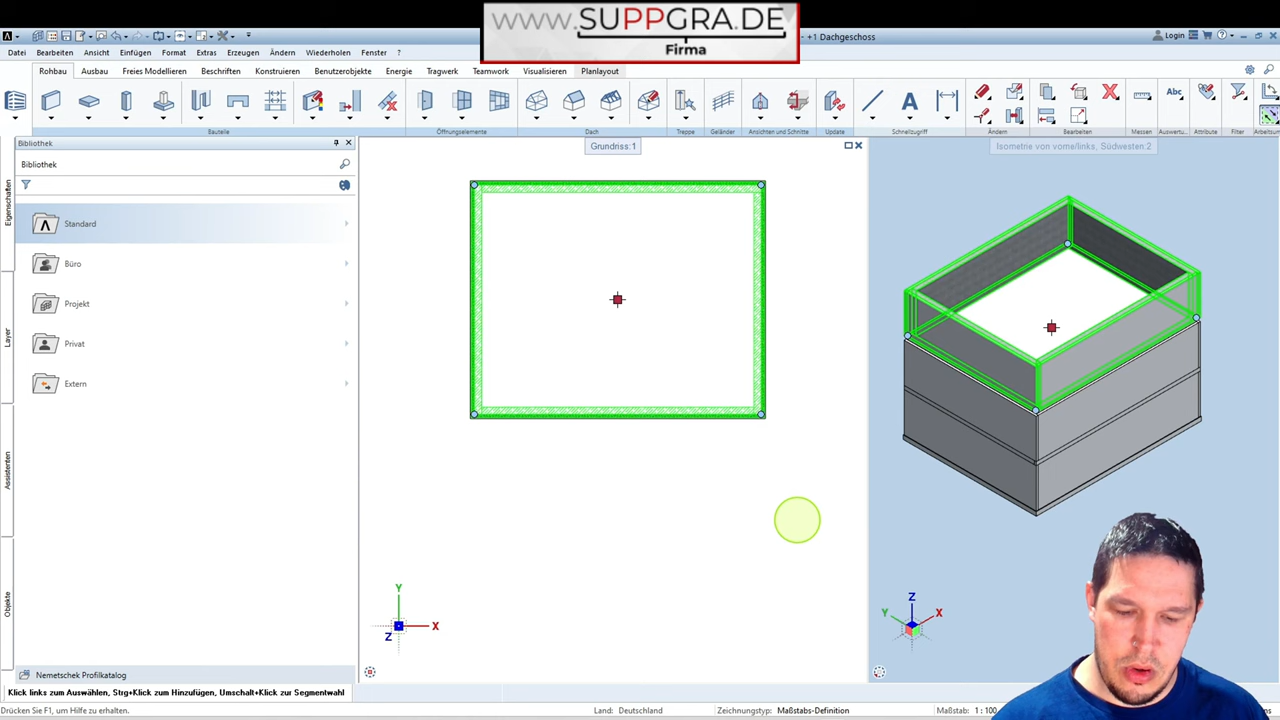 www.SUPPGRA.DE
Firma
+1 Dachgeschoss
Login
Datei Bearbeiten Ansicht Einfügen Format Extras Erzeugen Ändern Wiederholen Fenster ?
Rohbau Ausbau Freies Modellieren Beschriften Konstruieren Benutzerobjekte Energie Tragwerk Teamwork Visualisieren Planlayout
Abc
Bauteile Öffnungselemente Dach Treppe Geländer Ansichten und Schnitte Update Schnellzugriff Ändern Bearbeiten Messen Auswertu... Attribute Filter Arbeitsum
Bibliothek
Grundriss:1
Isometrie von vorne/links, Südwesten:2
Bibliothek
Eigenschaften
Layer
Assistenten
Objekte
Standard
Büro
Projekt
Privat
Extern
Y
X
Z
Z
Y
X
Nemetschek Profilkatalog
Klick links zum Auswählen, Strg+Klick zum Hinzufügen, Umschalt+Klick zur Segmentwahl
Drücken Sie F1, um Hilfe zu erhalten.
Land: Deutschland
Zeichnungstyp: Maßstabs-Definition
Maßstab: 1 : 100